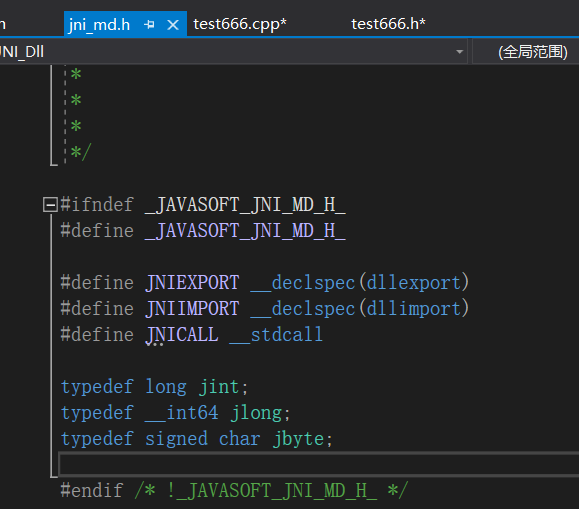 jni_md.h test666.cpp* test666.h*
JNI_Dll (全局范围)
*
*
*
*/
#ifndef _JAVASOFT_JNI_MD_H_
#define _JAVASOFT_JNI_MD_H_
#define JNIEXPORT __declspec(dllexport)
#define JNIIMPORT __declspec(dllimport)
#define JNICALL __stdcall
typedef long jint;
typedef __int64 jlong;
typedef signed char jbyte;
#endif /* !_JAVASOFT_JNI_MD_H_ */